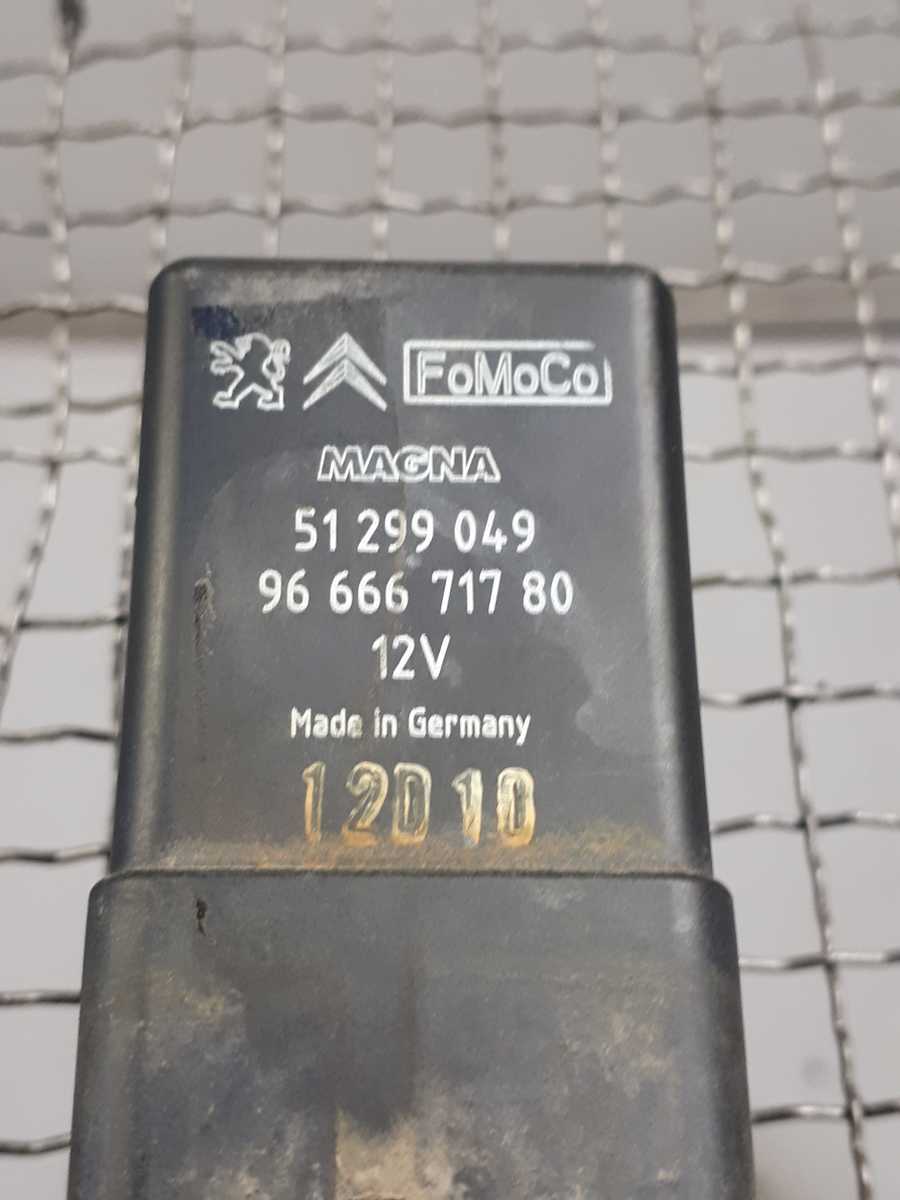 FoMoCo
MAGNA
51 299 049
96 666 717 80
12V
Made in Germany
12D10